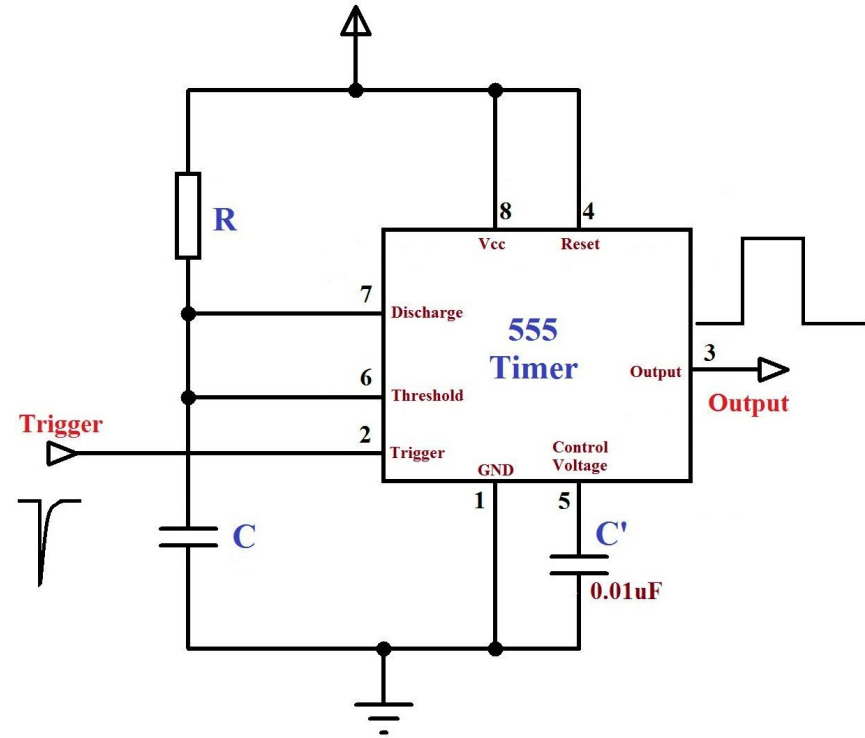 R
8
4
Vcc
Reset
7
Discharge
555
Timer
6
Threshold
Output
3
Output
Trigger
2
Trigger
Control
Voltage
GND
1
5
C
C'
0.01uF